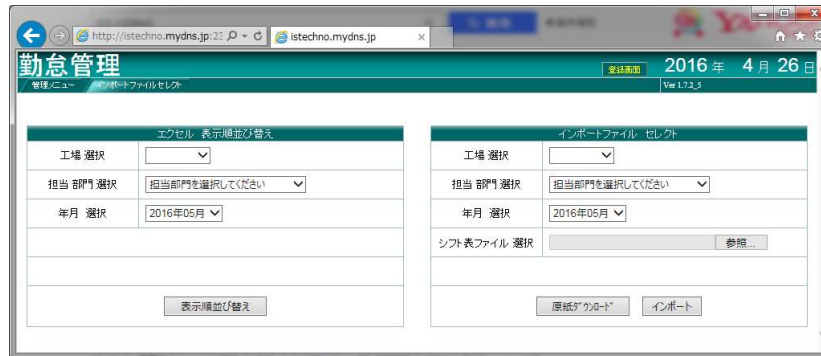 http://istechno.mydns.jp:23
istechno.mydns.jp
勤怠管理
登録画面
2016 年 4 月 26 日
管理メニュー
インポートファイルセレクト
Ver 1.7.2_5
エクセル 表示順並び替え
工場 選択
担当 部門 選択
担当部門を選択してください
年月 選択
2016年05月
表示順並び替え
インポートファイル セレクト
工場 選択
担当 部門 選択
担当部門を選択してください
年月 選択
2016年05月
シフト表ファイル 選択
参照...
原紙ダウンロード
インポート